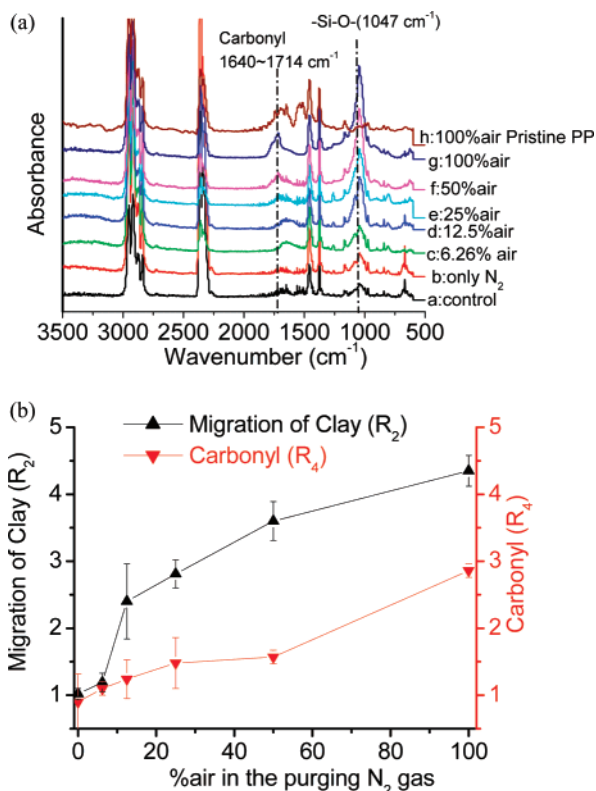 (a)
Carbonyl
1640~1714 cm⁻¹
-Si-O-(1047 cm⁻¹)
Absorbance
h:100%air Pristine PP
g:100%air
f:50%air
e:25%air
d:12.5%air
c:6.26% air
b:only N₂
a:control
3500 3000 2500 2000 1500 1000 500
Wavenumber (cm⁻¹)
(b)
Migration of Clay (R₂)
Carbonyl (R₄)
Migration of Clay (R₂)
5
4
3
2
1
5
4
3
2
1
Carbonyl (R₄)
0 20 40 60 80 100
%air in the purging N₂ gas